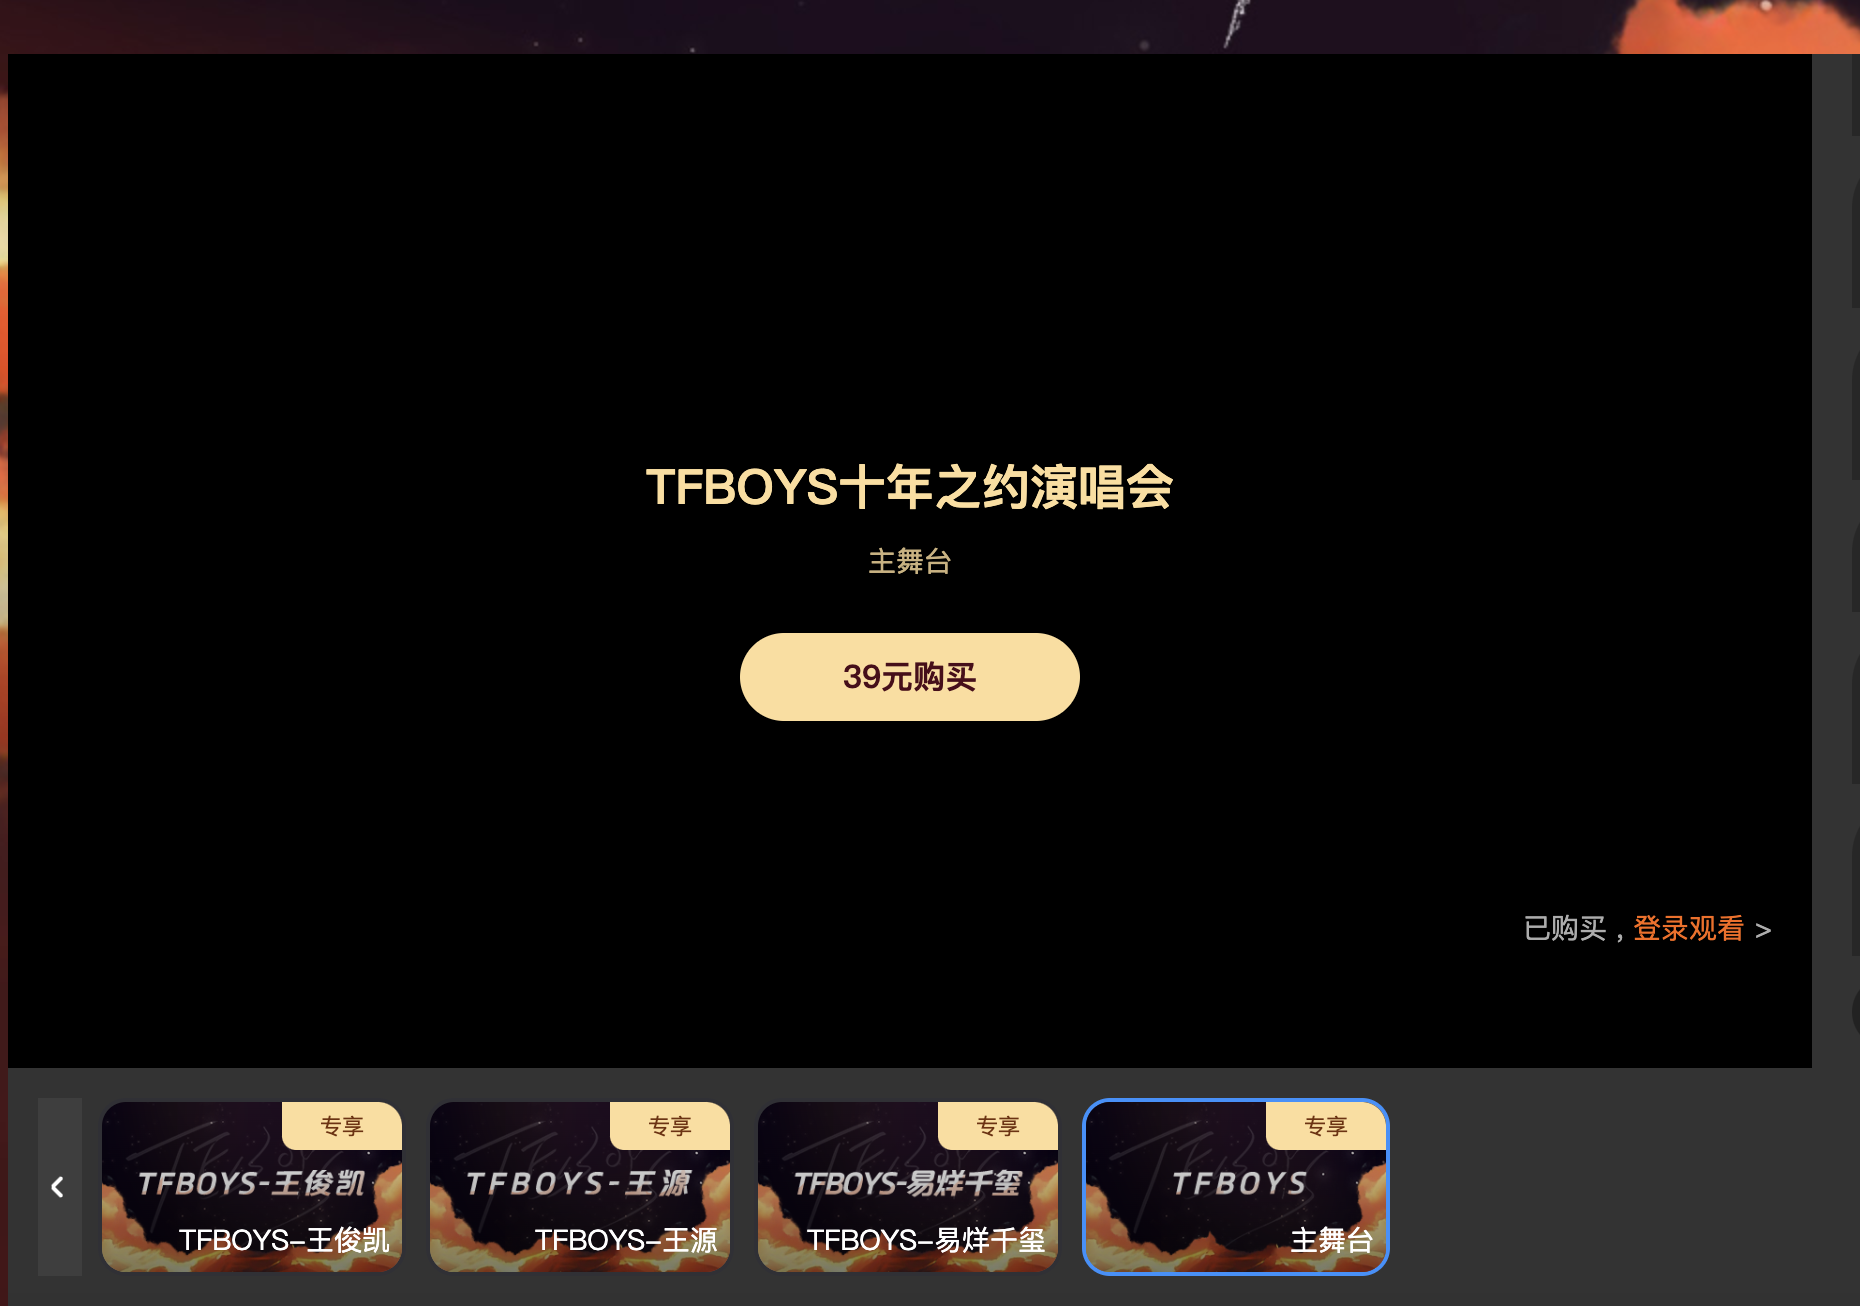 TFBOYS十年之约演唱会
主舞台
39元购买
已购买，登录观看 >
专享
TFBOYS-王俊凯
TFBOYS-王俊凯
专享
TFBOYS-王源
TFBOYS-王源
专享
TFBOYS-易烊千玺
TFBOYS-易烊千玺
专享
TFBOYS
主舞台